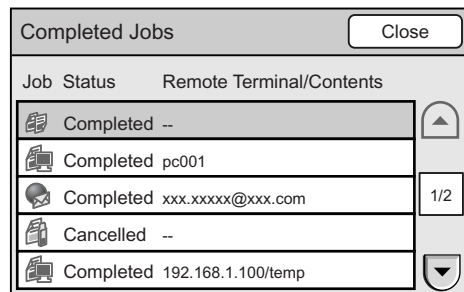 Completed Jobs Close
Job Status Remote Terminal/Contents
Completed --
Completed pc001
Completed xxx.xxxxx@xxx.com
1/2
Cancelled --
Completed 192.168.1.100/temp